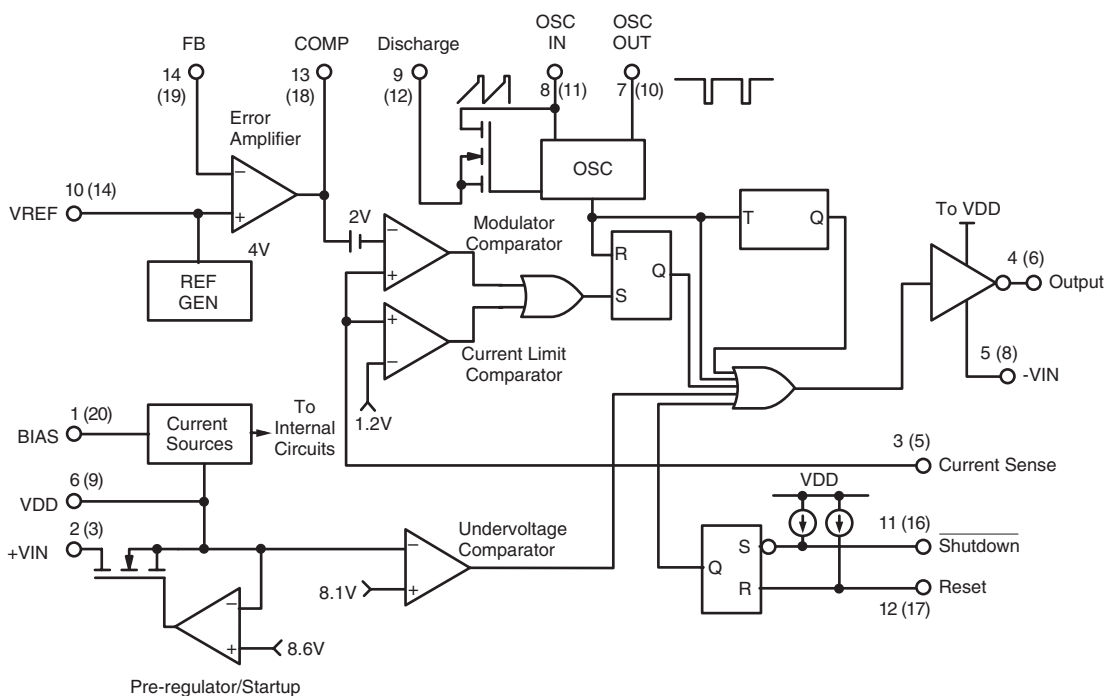 FB
14
(19)
COMP
13
(18)
Discharge
9
(12)
OSC
IN
8 (11)
OSC
OUT
7 (10)
Error
Amplifier
−
+
10 (14)
VREF
4V
REF
GEN
OSC
2V
Modulator
Comparator
−
+
R
S
Q
T
Q
To VDD
4 (6)
Output
5 (8)
-VIN
+
−
Current Limit
Comparator
1.2V
1 (20)
BIAS
Current
Sources
To
Internal
Circuits
3 (5)
Current Sense
6 (9)
VDD
2 (3)
+VIN
Undervoltage
Comparator
−
+
8.1V
VDD
11 (16)
Shutdown
S
Q
R
Reset
12 (17)
−
+
8.6V
Pre-regulator/Startup